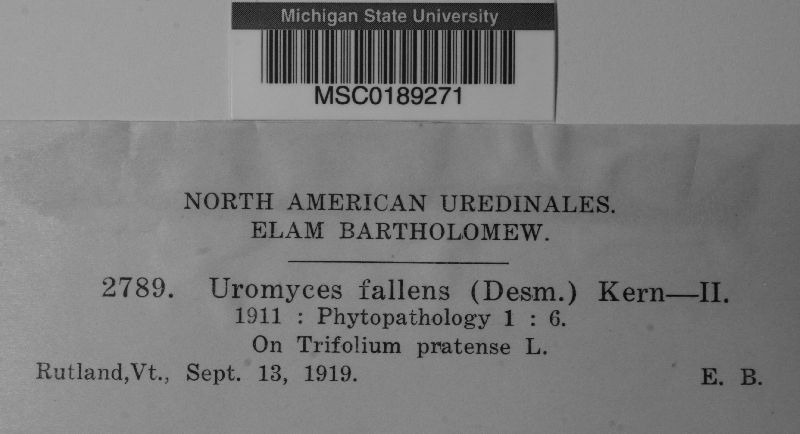 Michigan State University
MSC0189271
NORTH AMERICAN UREDINALES.
ELAM BARTHOLOMEW.
2789. Uromyces fallens (Desm.) Kern—II.
1911 : Phytopathology 1 : 6.
On Trifolium pratense L.
Rutland,Vt., Sept. 13, 1919. E. B.